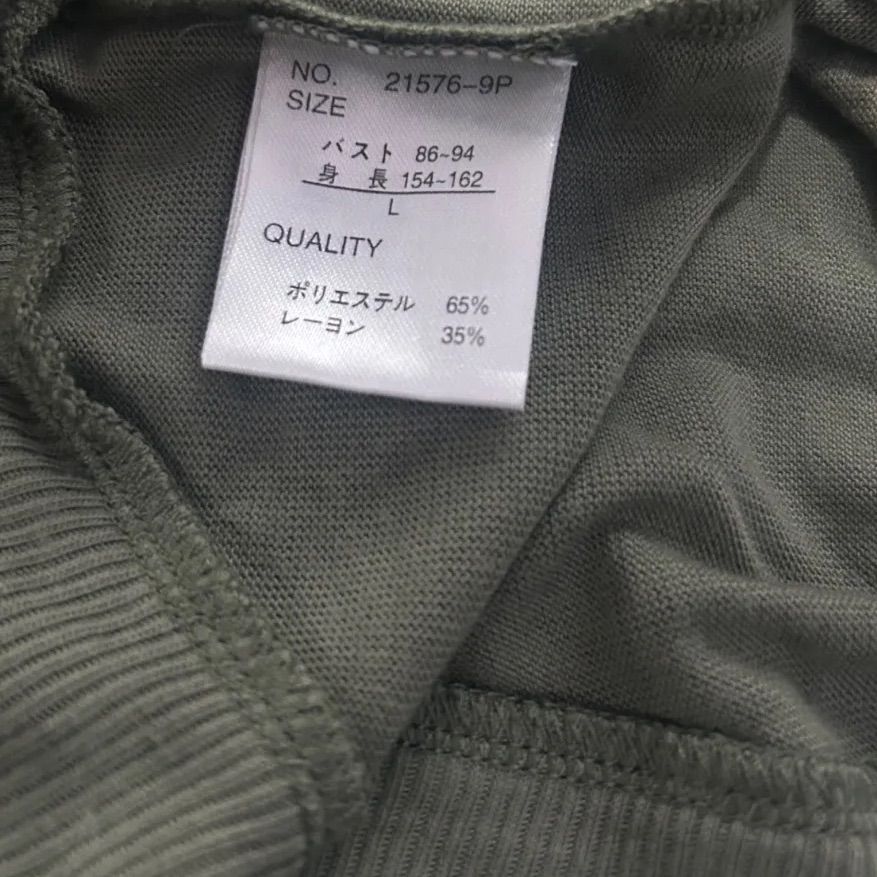 NO. 21576-9P
SIZE
バスト 86~94
身 長 154~162
L
QUALITY
ポリエステル 65%
レーヨン 35%